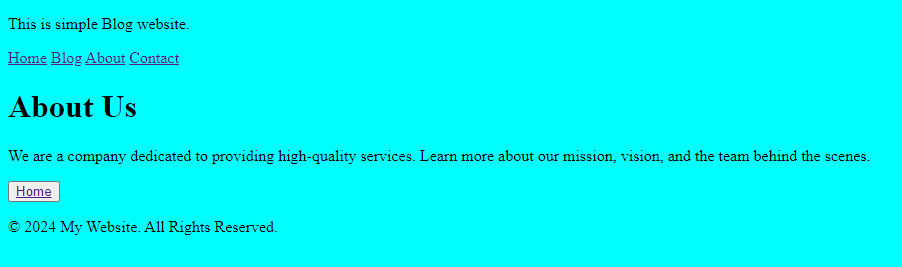 This is simple Blog website.
Home Blog About Contact
About Us
We are a company dedicated to providing high-quality services. Learn more about our mission, vision, and the team behind the scenes.
Home
© 2024 My Website. All Rights Reserved.